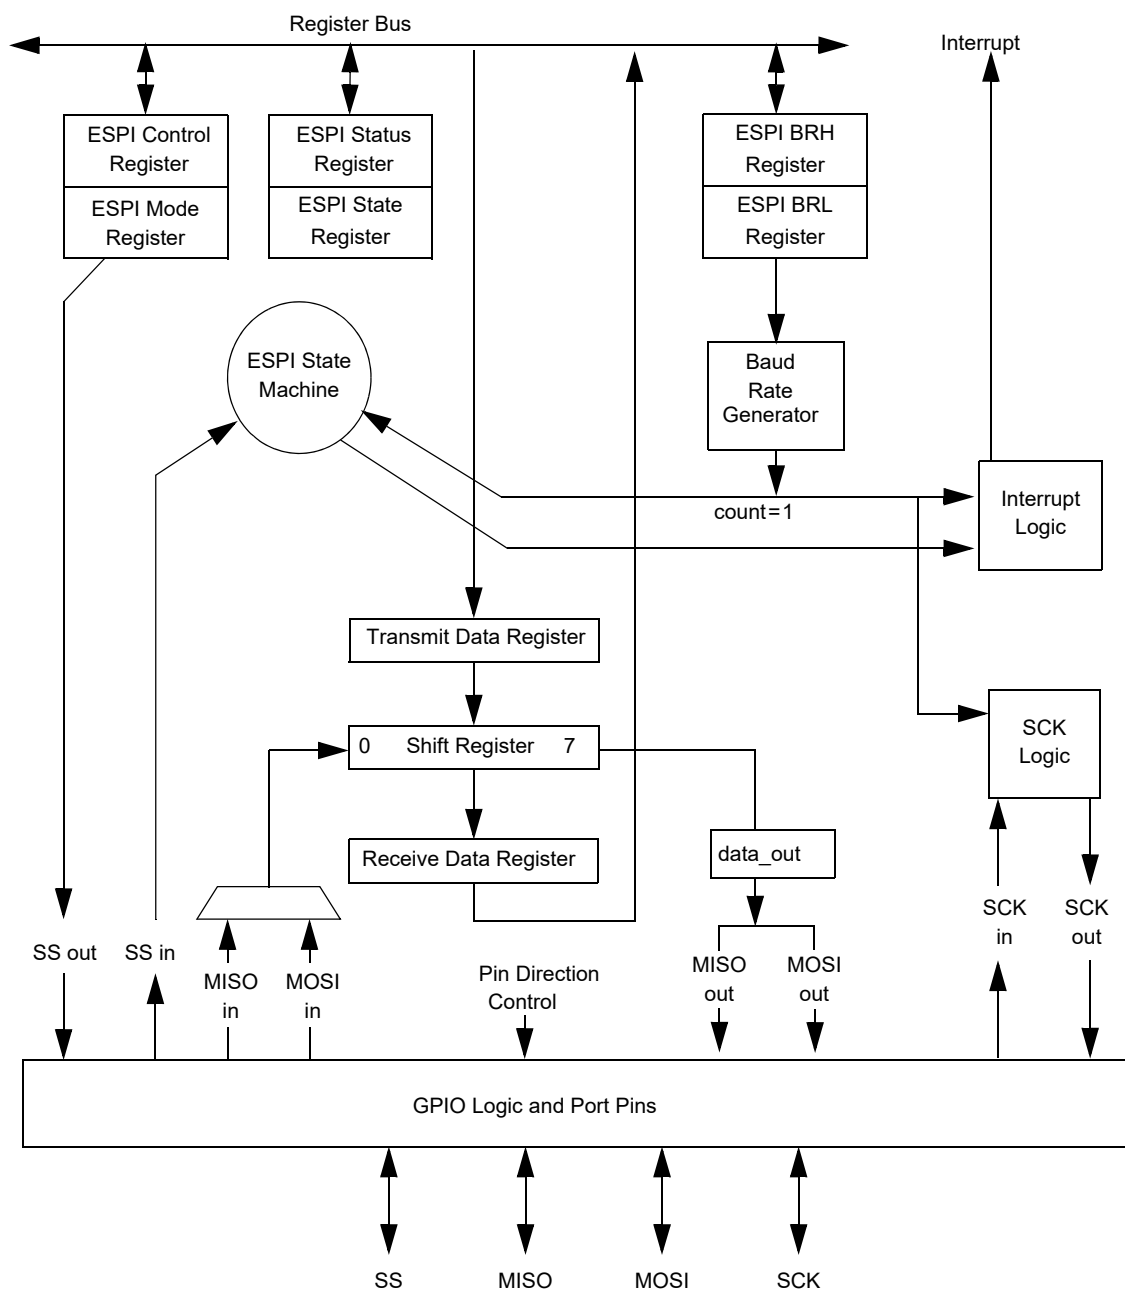 Register Bus
Interrupt
ESPI Control
Register
ESPI Mode
Register
ESPI Status
Register
ESPI State
Register
ESPI BRH
Register
ESPI BRL
Register
ESPI State
Machine
Baud
Rate
Generator
count=1
Interrupt
Logic
Transmit Data Register
0 Shift Register 7
SCK
Logic
Receive Data Register
data_out
SS out
SS in
MISO
in
MOSI
in
Pin Direction
Control
MISO
out
MOSI
out
SCK
in
SCK
out
GPIO Logic and Port Pins
SS
MISO
MOSI
SCK